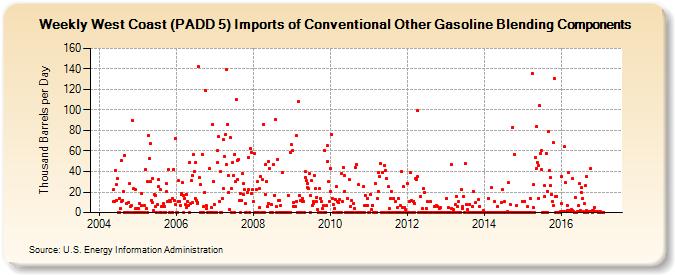 Weekly West Coast (PADD 5) Imports of Conventional Other Gasoline Blending Components
Thousand Barrels per Day
160
140
120
100
80
60
40
20
0
2004 2006 2008 2010 2012 2014 2016
Source: U.S. Energy Information Administration